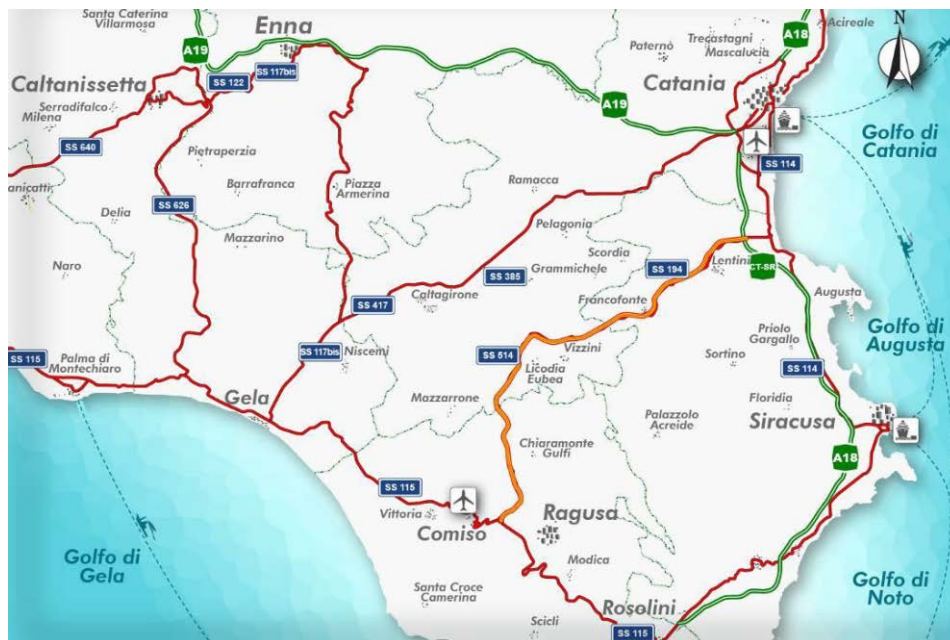 Santa Caterina
Villarmosa
A19
Enna
SS 122
SS 117bis
Caltanissetta
Serradifalco
Milena
SS 640
anicatti
Pietraperzia
Barrafranca
Delia
SS 626
Mazzarino
Naro
Piazza
Armerina
Paternò
Trecastagni
Mascalucia
A18
Acireale
N
Catania
A19
SS 114
Golfo di
Catania
Ramacca
Pelagonia
Scordia
Grammichele
SS 385
SS 194
Lentini
CT-SR
Francofonte
Caltagirone
SS 417
SS 117bis
Niscemi
Augusta
Golfo di
Augusta
Priolo
Gargallo
SS 514
Vizzini
Licodia
Eubea
Sortino
SS 114
SS 115
Palma di
Montechiaro
Gela
Mazzarrone
Floridia
Siracusa
Palazzolo
Acreide
Chiaramonte
Gulfi
A18
SS 115
Vittoria
Comiso
Ragusa
Modica
Golfo di
Gela
Santa Croce
Camerina
Scicli
Rosolini
SS 115
Golfo di
Noto